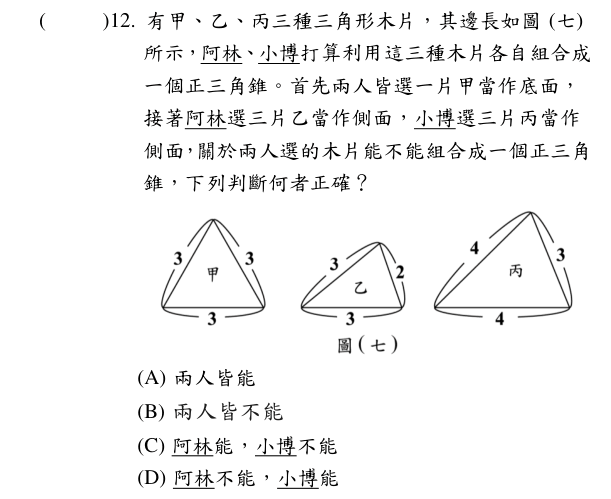 (　　)12. 有甲、乙、丙三種三角形木片，其邊長如圖 (七)
所示，阿林、小博打算利用這三種木片各自組合成
一個正三角錐。首先兩人皆選一片甲當作底面，
接著阿林選三片乙當作側面，小博選三片丙當作
側面，關於兩人選的木片能不能組合成一個正三角
錐，下列判斷何者正確？
3 甲 3
3
3 乙 2
3
4 丙 3
4
圖 ( 七 )
(A) 兩人皆能
(B) 兩人皆不能
(C) 阿林能，小博不能
(D) 阿林不能，小博能